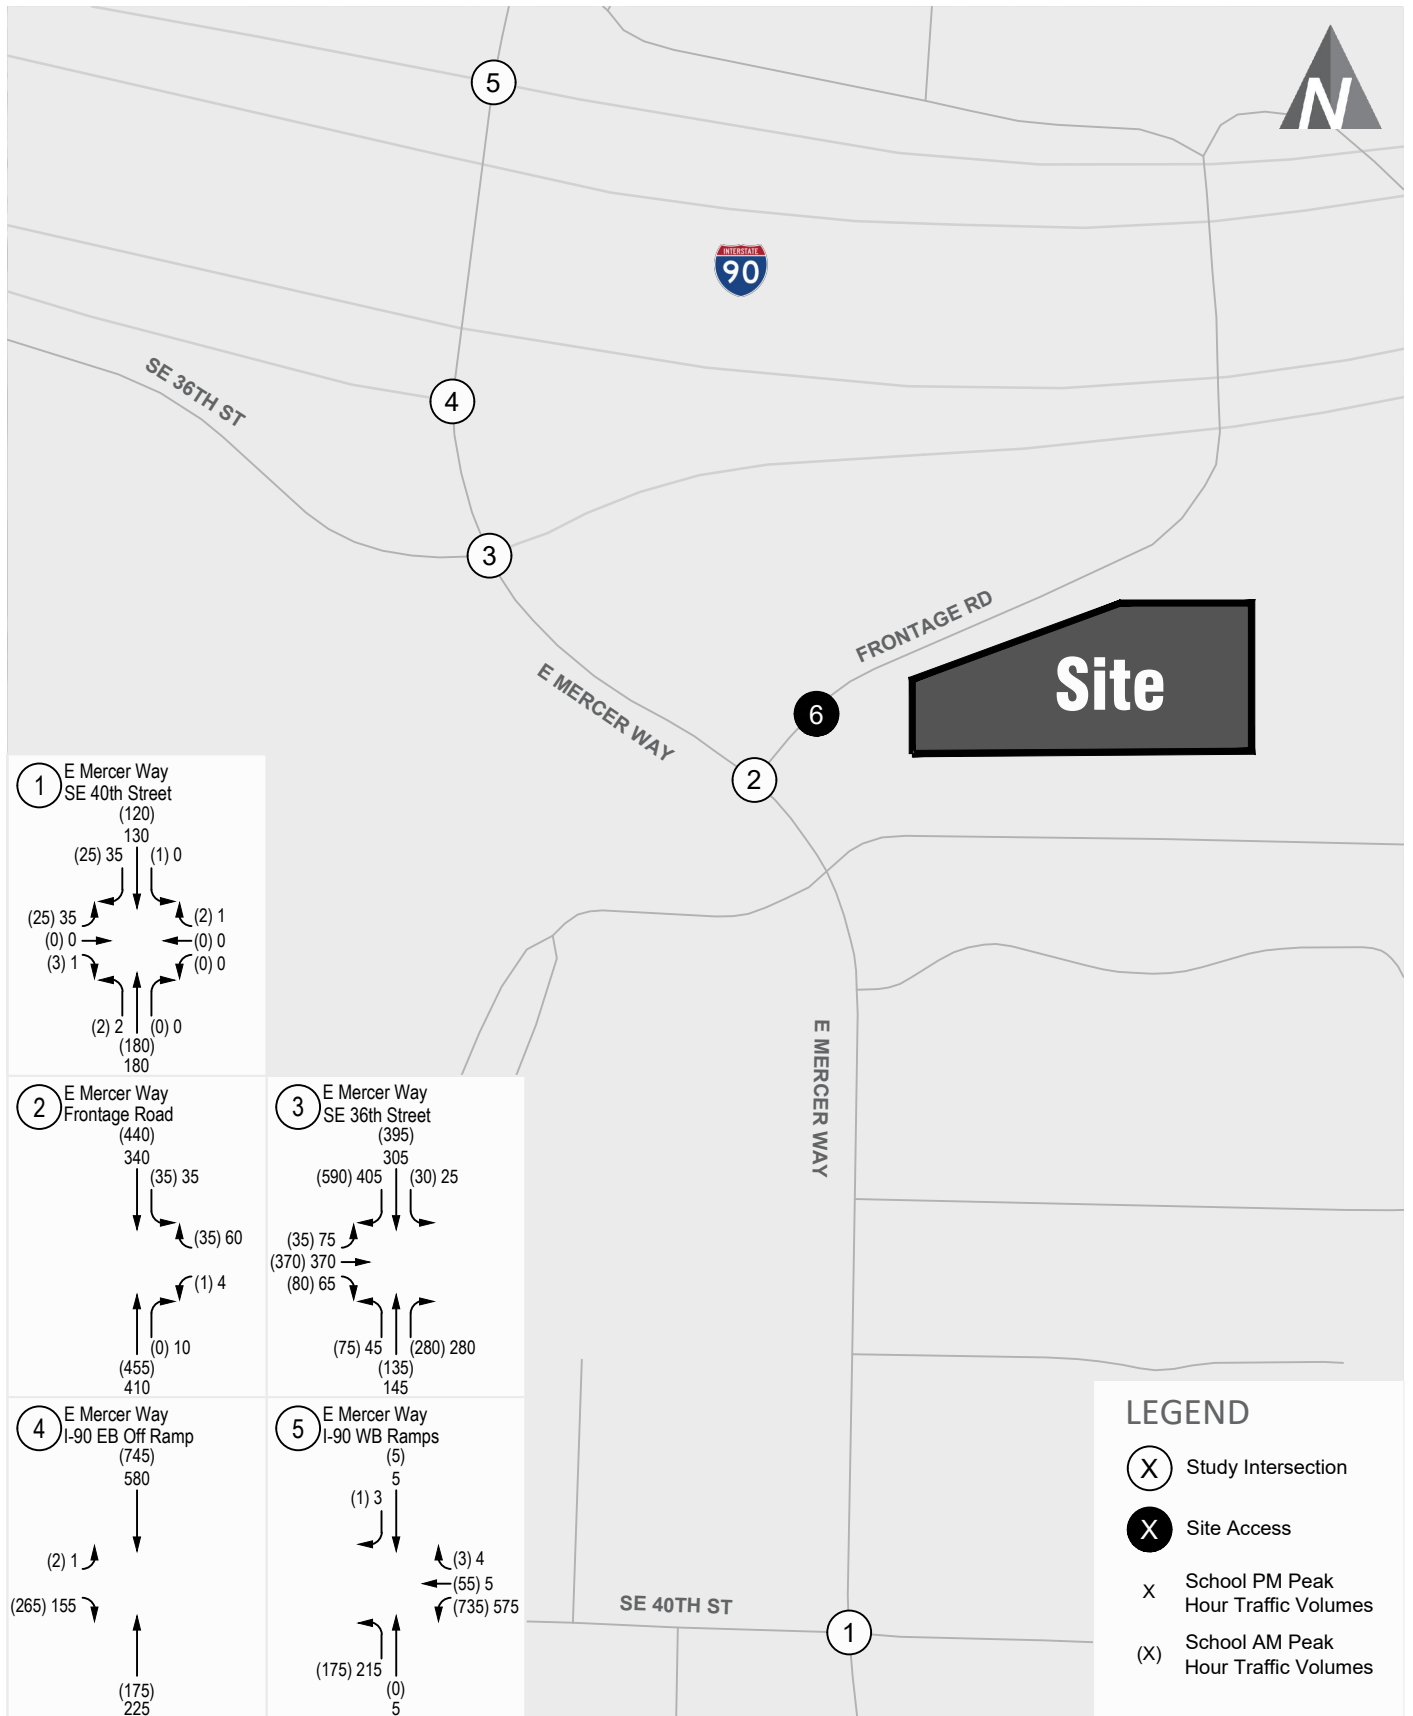 5
N
INTERSTATE
90
SE 36TH ST
4
3
FRONTAGE RD
Site
E MERCER WAY
6
2
1 E Mercer Way
SE 40th Street
(120)
130
(25) 35 (1) 0
(25) 35 (2) 1
(0) 0 (0) 0
(3) 1 (0) 0
(2) 2 (0) 0
(180)
180
E MERCER WAY
2 E Mercer Way
Frontage Road
(440)
340
(35) 35
(35) 60
(1) 4
(0) 10
(455)
410
3 E Mercer Way
SE 36th Street
(395)
305
(590) 405 (30) 25
(35) 75
(370) 370
(80) 65
(75) 45 (280) 280
(135)
145
4 E Mercer Way
I-90 EB Off Ramp
(745)
580
(2) 1
(265) 155
(175)
225
5 E Mercer Way
I-90 WB Ramps
(5)
5
(1) 3
(3) 4
(55) 5
(735) 575
(175) 215
(0)
5
SE 40TH ST
1
LEGEND
X Study Intersection
X Site Access
X School PM Peak
Hour Traffic Volumes
(X) School AM Peak
Hour Traffic Volumes